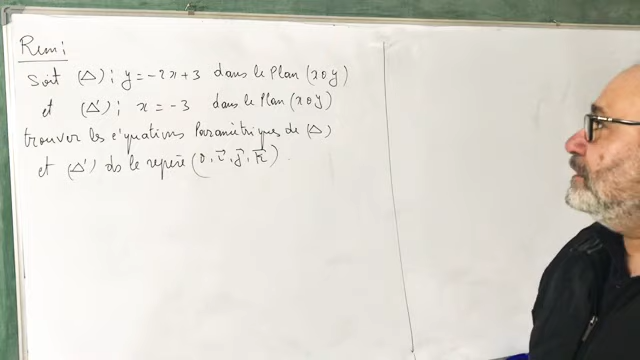 Rem:
Soit (Δ): y = -2x+3 dans le Plan (xoy)
et (Δ'): x = -3 dans le Plan (xoy)
trouver les équations Paramétriques de (Δ)
et (Δ') ds le repère (O, i⃗, j⃗, k⃗).